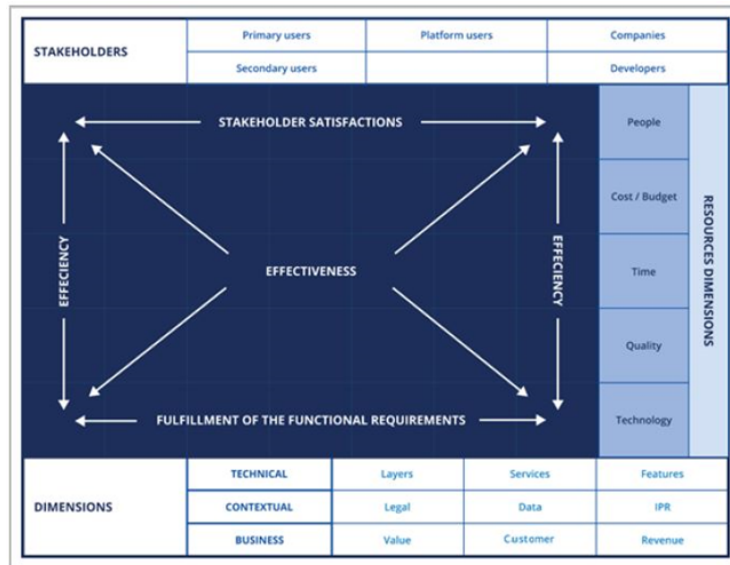 STAKEHOLDERS
Primary users
Platform users
Companies
Secondary users
Developers
STAKEHOLDER SATISFACTIONS
People
Cost / Budget
EFFECIENCY
EFFECTIVENESS
EFFECIENCY
Time
RESOURCES DIMENSIONS
Quality
FULFILLMENT OF THE FUNCTIONAL REQUIREMENTS
Technology
DIMENSIONS
TECHNICAL
Layers
Services
Features
CONTEXTUAL
Legal
Data
IPR
BUSINESS
Value
Customer
Revenue